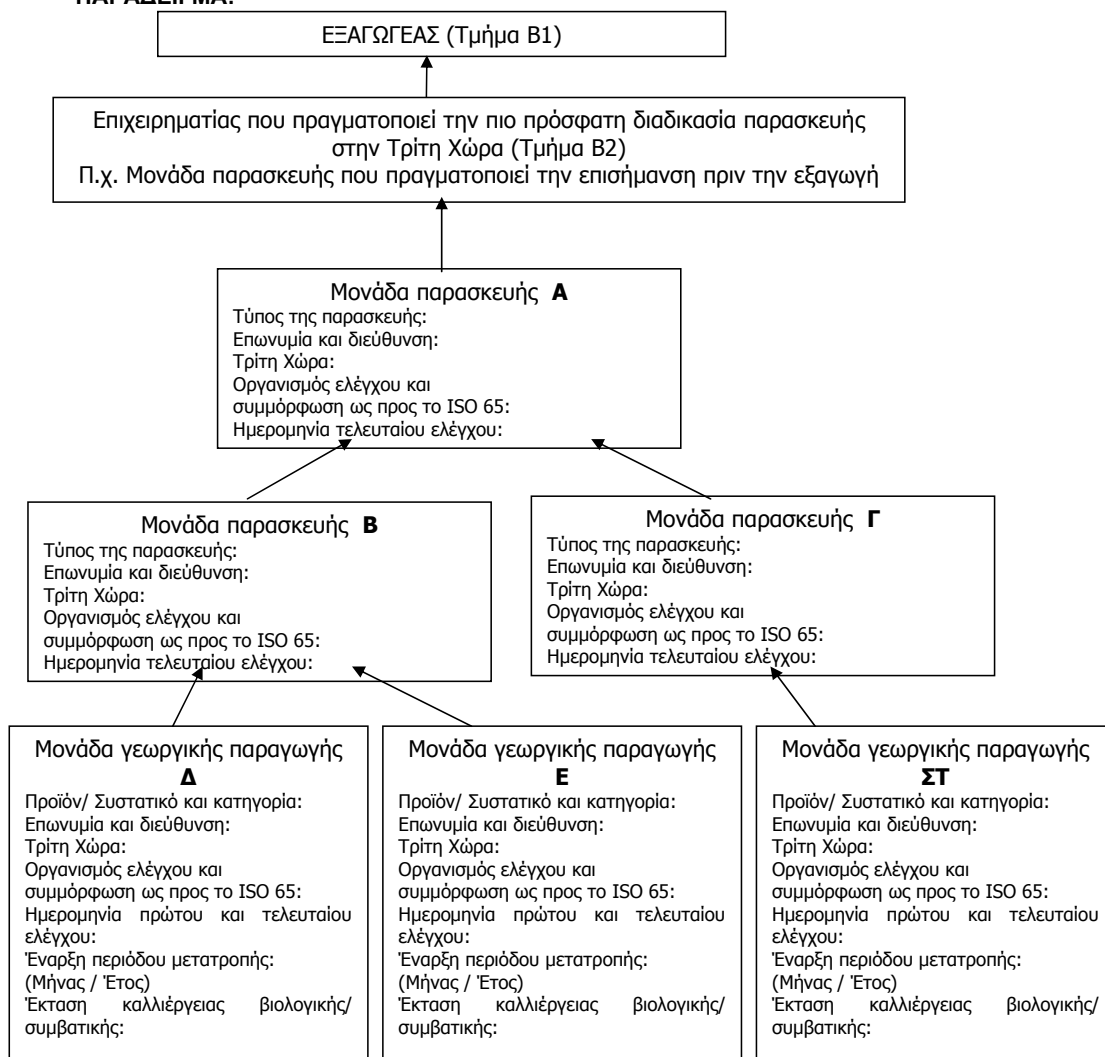 ΠΑΡΑΔΕΙΓΜΑ:
ΕΞΑΓΩΓΕΑΣ (Τμήμα Β1)
Επιχειρηματίας που πραγματοποιεί την πιο πρόσφατη διαδικασία παρασκευής
στην Τρίτη Χώρα (Τμήμα Β2)
Π.χ. Μονάδα παρασκευής που πραγματοποιεί την επισήμανση πριν την εξαγωγή
Μονάδα παρασκευής Α
Τύπος της παρασκευής:
Επωνυμία και διεύθυνση:
Τρίτη Χώρα:
Οργανισμός ελέγχου και
συμμόρφωση ως προς το ISO 65:
Ημερομηνία τελευταίου ελέγχου:
Μονάδα παρασκευής Β
Τύπος της παρασκευής:
Επωνυμία και διεύθυνση:
Τρίτη Χώρα:
Οργανισμός ελέγχου και
συμμόρφωση ως προς το ISO 65:
Ημερομηνία τελευταίου ελέγχου:
Μονάδα παρασκευής Γ
Τύπος της παρασκευής:
Επωνυμία και διεύθυνση:
Τρίτη Χώρα:
Οργανισμός ελέγχου και
συμμόρφωση ως προς το ISO 65:
Ημερομηνία τελευταίου ελέγχου:
Μονάδα γεωργικής παραγωγής
Δ
Προϊόν/ Συστατικό και κατηγορία:
Επωνυμία και διεύθυνση:
Τρίτη Χώρα:
Οργανισμός ελέγχου και
συμμόρφωση ως προς το ISO 65:
Ημερομηνία πρώτου και τελευταίου
ελέγχου:
Έναρξη περιόδου μετατροπής:
(Μήνας / Έτος)
Έκταση καλλιέργειας βιολογικής/
συμβατικής:
Μονάδα γεωργικής παραγωγής
Ε
Προϊόν/ Συστατικό και κατηγορία:
Επωνυμία και διεύθυνση:
Τρίτη Χώρα:
Οργανισμός ελέγχου και
συμμόρφωση ως προς το ISO 65:
Ημερομηνία πρώτου και τελευταίου
ελέγχου:
Έναρξη περιόδου μετατροπής:
(Μήνας / Έτος)
Έκταση καλλιέργειας βιολογικής/
συμβατικής:
Μονάδα γεωργικής παραγωγής
ΣΤ
Προϊόν/ Συστατικό και κατηγορία:
Επωνυμία και διεύθυνση:
Τρίτη Χώρα:
Οργανισμός ελέγχου και
συμμόρφωση ως προς το ISO 65:
Ημερομηνία πρώτου και τελευταίου
ελέγχου:
Έναρξη περιόδου μετατροπής:
(Μήνας / Έτος)
Έκταση καλλιέργειας βιολογικής/
συμβατικής: